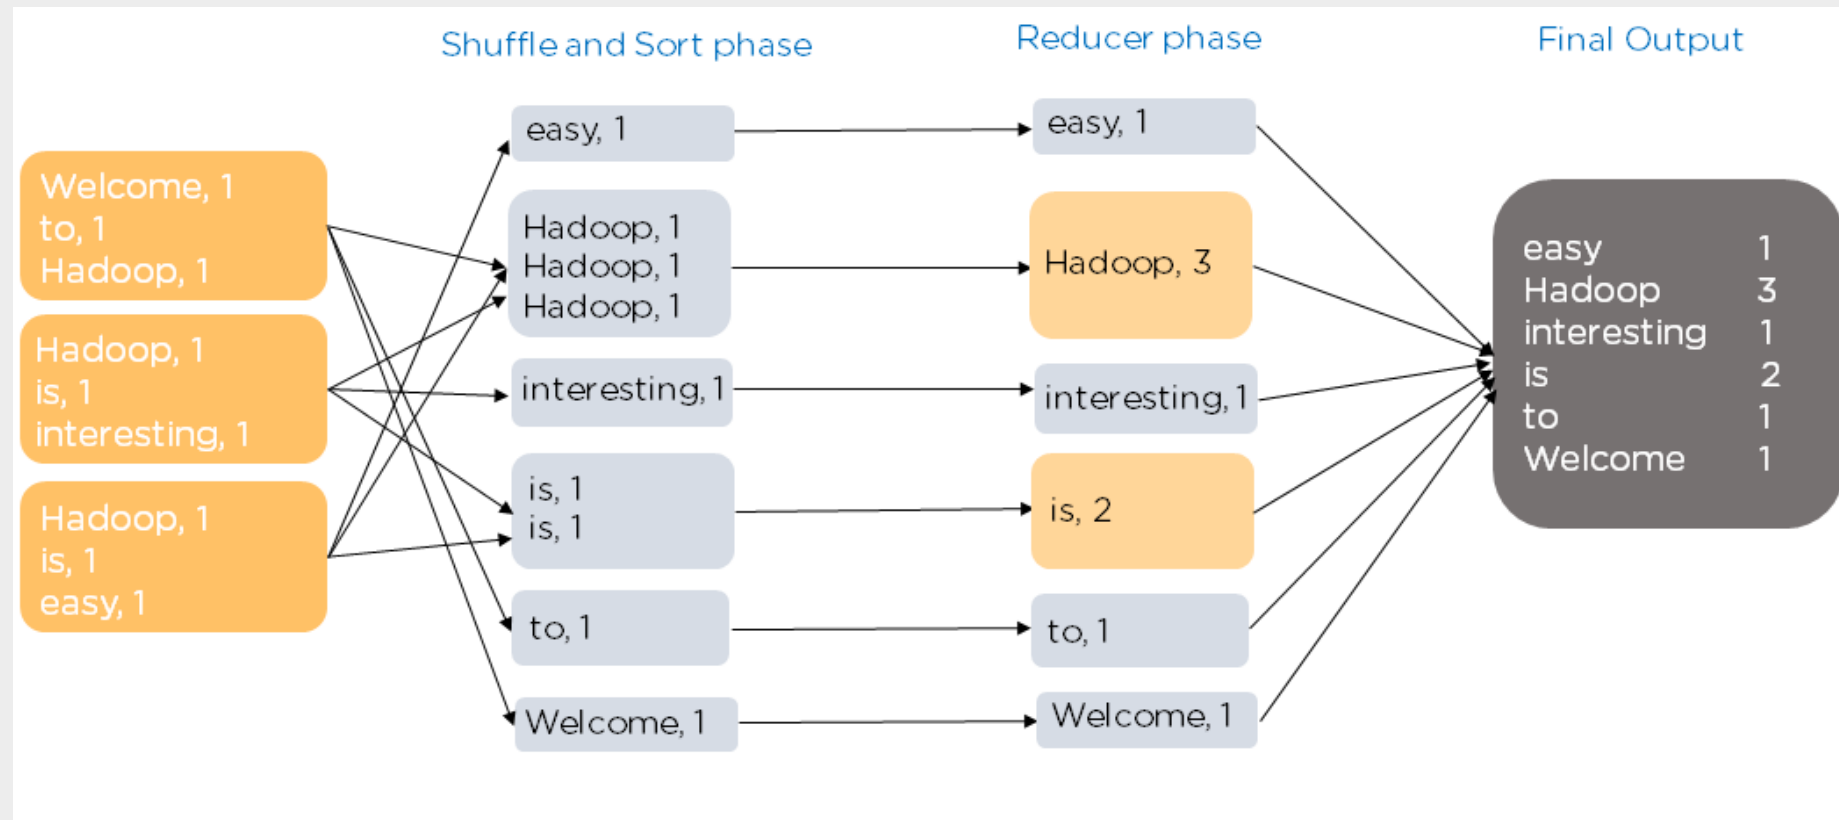 Shuffle and Sort phase
Reducer phase
Final Output
Welcome, 1
to, 1
Hadoop, 1
Hadoop, 1
is, 1
interesting, 1
Hadoop, 1
is, 1
easy, 1
easy, 1
Hadoop, 1
Hadoop, 1
Hadoop, 1
interesting, 1
is, 1
is, 1
to, 1
Welcome, 1
easy, 1
Hadoop, 3
interesting, 1
is, 2
to, 1
Welcome, 1
easy 1
Hadoop 3
interesting 1
is 2
to 1
Welcome 1